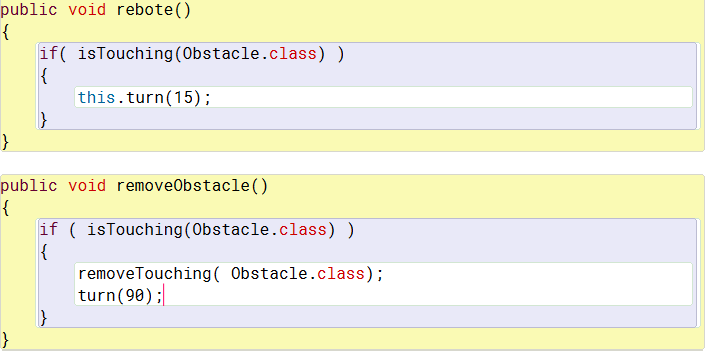 public void rebote()
{
if( isTouching(Obstacle.class) )
{
this.turn(15);
}
}
public void removeObstacle()
{
if ( isTouching(Obstacle.class) )
{
removeTouching( Obstacle.class);
turn(90);
}
}